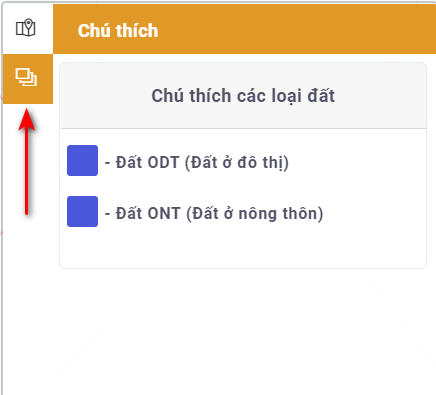 Chú thích
Chú thích các loại đất
- Đất ODT (Đất ở đô thị)
- Đất ONT (Đất ở nông thôn)